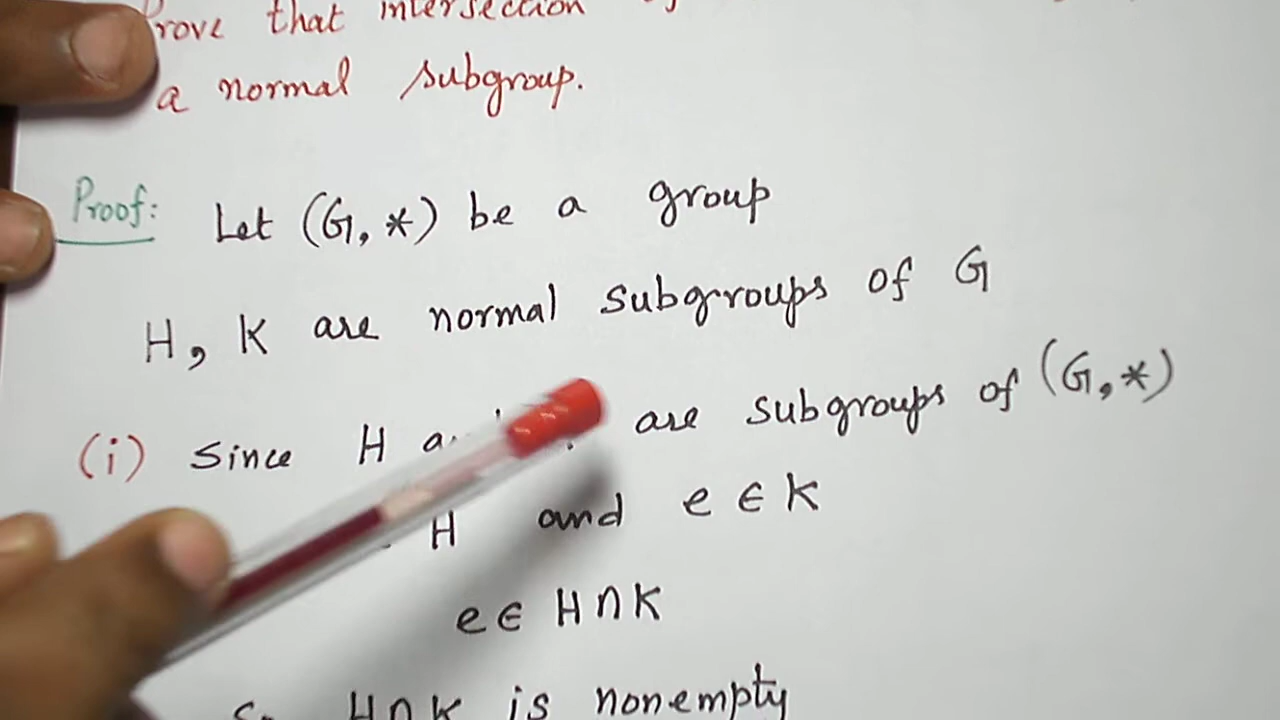 Prove that intersection
a normal subgroup.
Proof: Let (G, *) be a group
H, K are normal subgroups of G
(i) Since H are subgroups of (G, *)
H and e ∈ K
e ∈ H ∩ K
So H ∩ K is nonempty